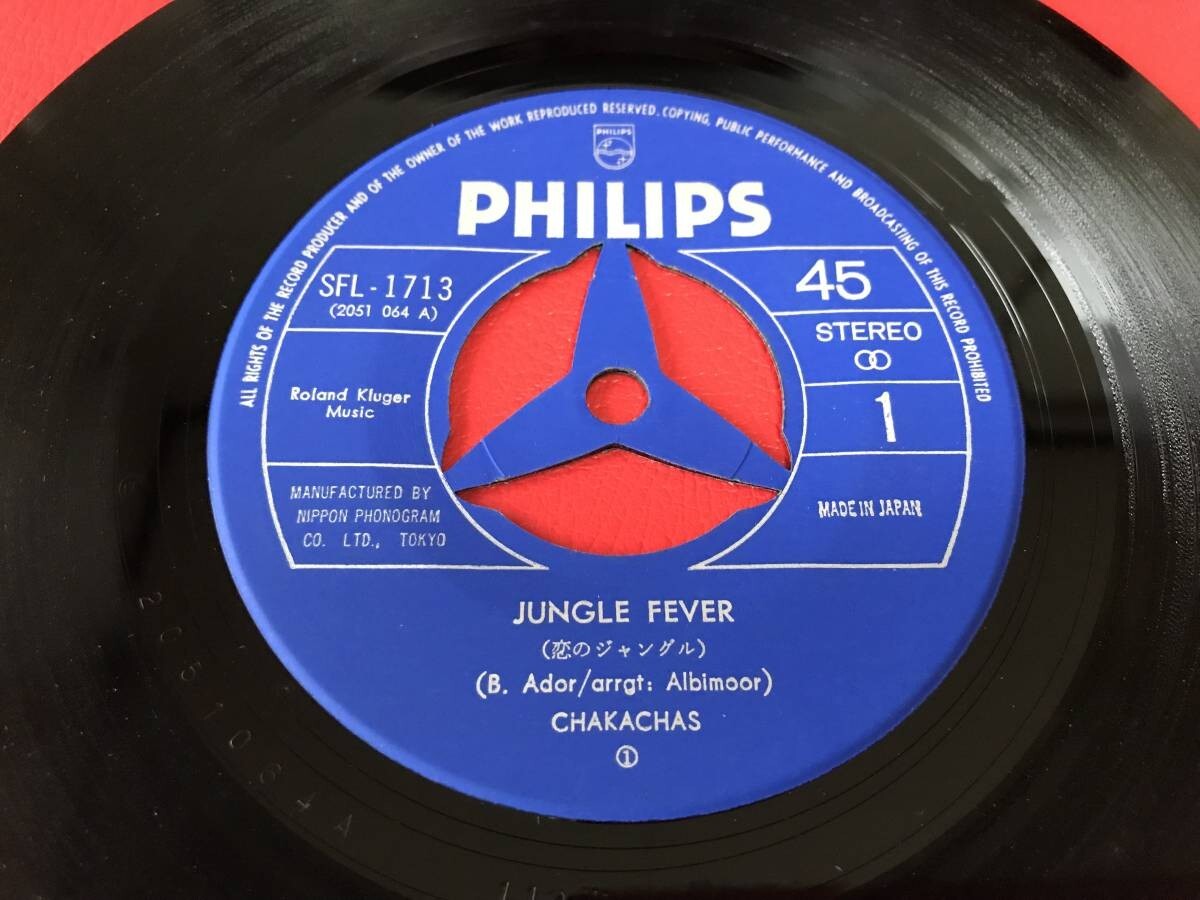 ALL RIGHTS OF THE RECORD PRODUCER AND OF THE OWNER OF THE WORK REPRODUCED RESERVED. COPYING, PUBLIC PERFORMANCE AND BROADCASTING OF THIS RECORD PROHIBITED
PHILIPS
PHILIPS
SFL-1713
(2051 064 A)
45
STEREO
Roland Kluger
Music
1
MANUFACTURED BY
NIPPON PHONOGRAM
CO. LTD., TOKYO
MADE IN JAPAN
JUNGLE FEVER
(恋のジャングル)
(B. Ador/arrgt: Albimoor)
CHAKACHAS
①